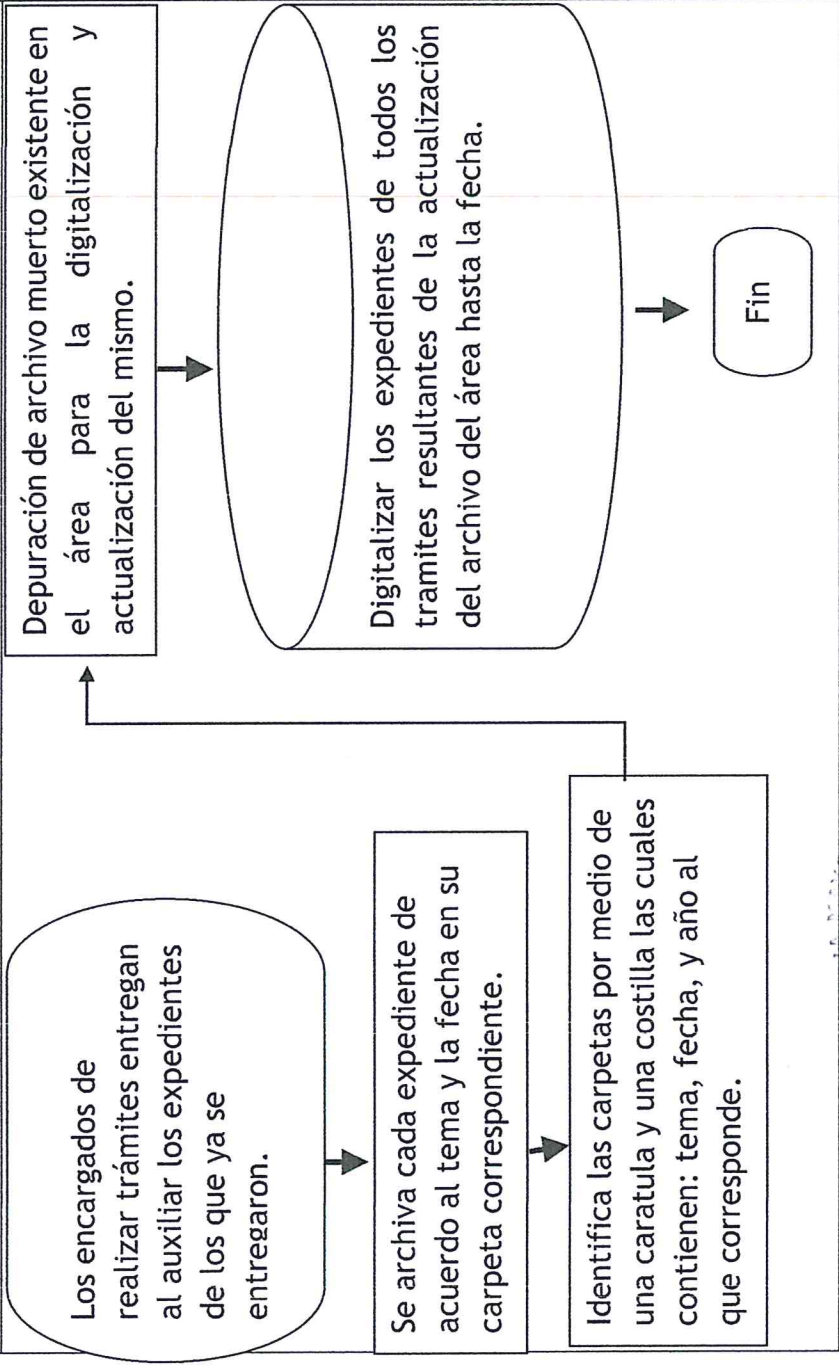 Los encargados de
realizar trámites entregan
al auxiliar los expedientes
de los que ya se
entregaron.
Se archiva cada expediente de
acuerdo al tema y la fecha en su
carpeta correspondiente.
Identifica las carpetas por medio de
una caratula y una costilla las cuales
contienen: tema, fecha, y año al
que corresponde.
Depuración de archivo muerto existente en
el área para la digitalización y
actualización del mismo.
Digitalizar los expedientes de todos los
tramites resultantes de la actualización
del archivo del área hasta la fecha.
Fin